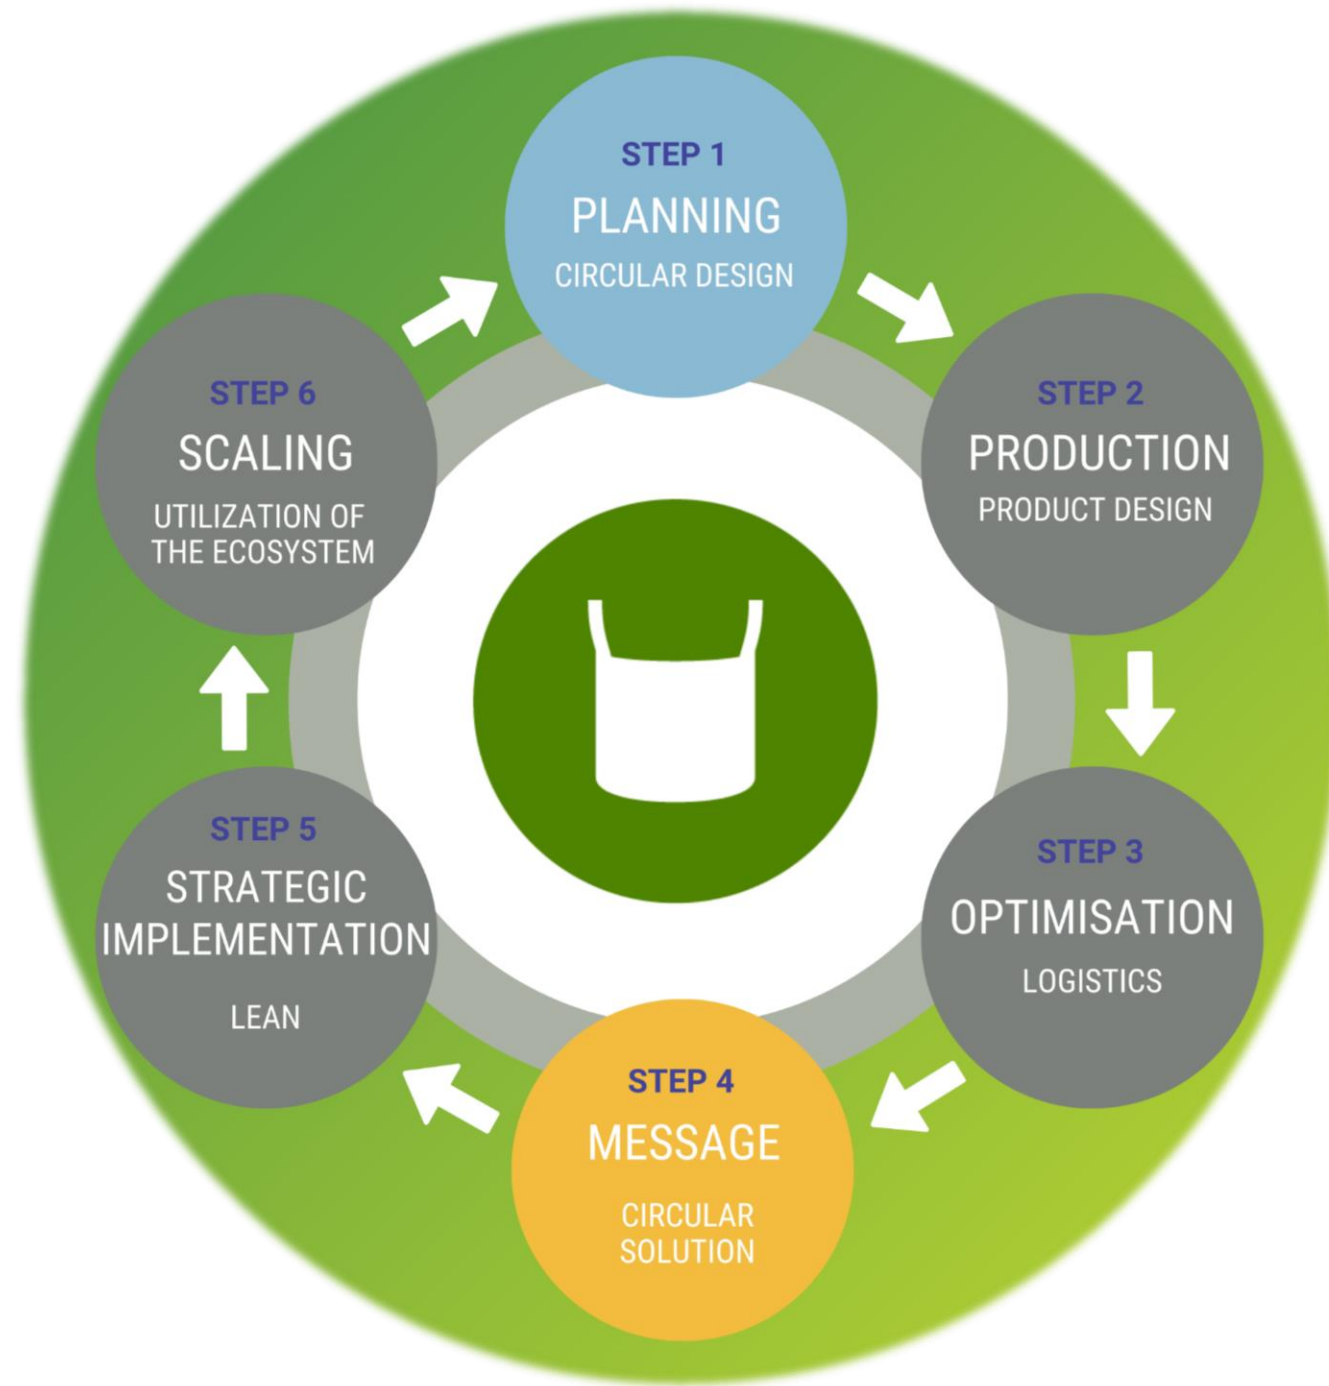 STEP 1
PLANNING
CIRCULAR DESIGN
STEP 2
PRODUCTION
PRODUCT DESIGN
STEP 3
OPTIMISATION
LOGISTICS
STEP 4
MESSAGE
CIRCULAR
SOLUTION
STEP 5
STRATEGIC
IMPLEMENTATION
LEAN
STEP 6
SCALING
UTILIZATION OF
THE ECOSYSTEM